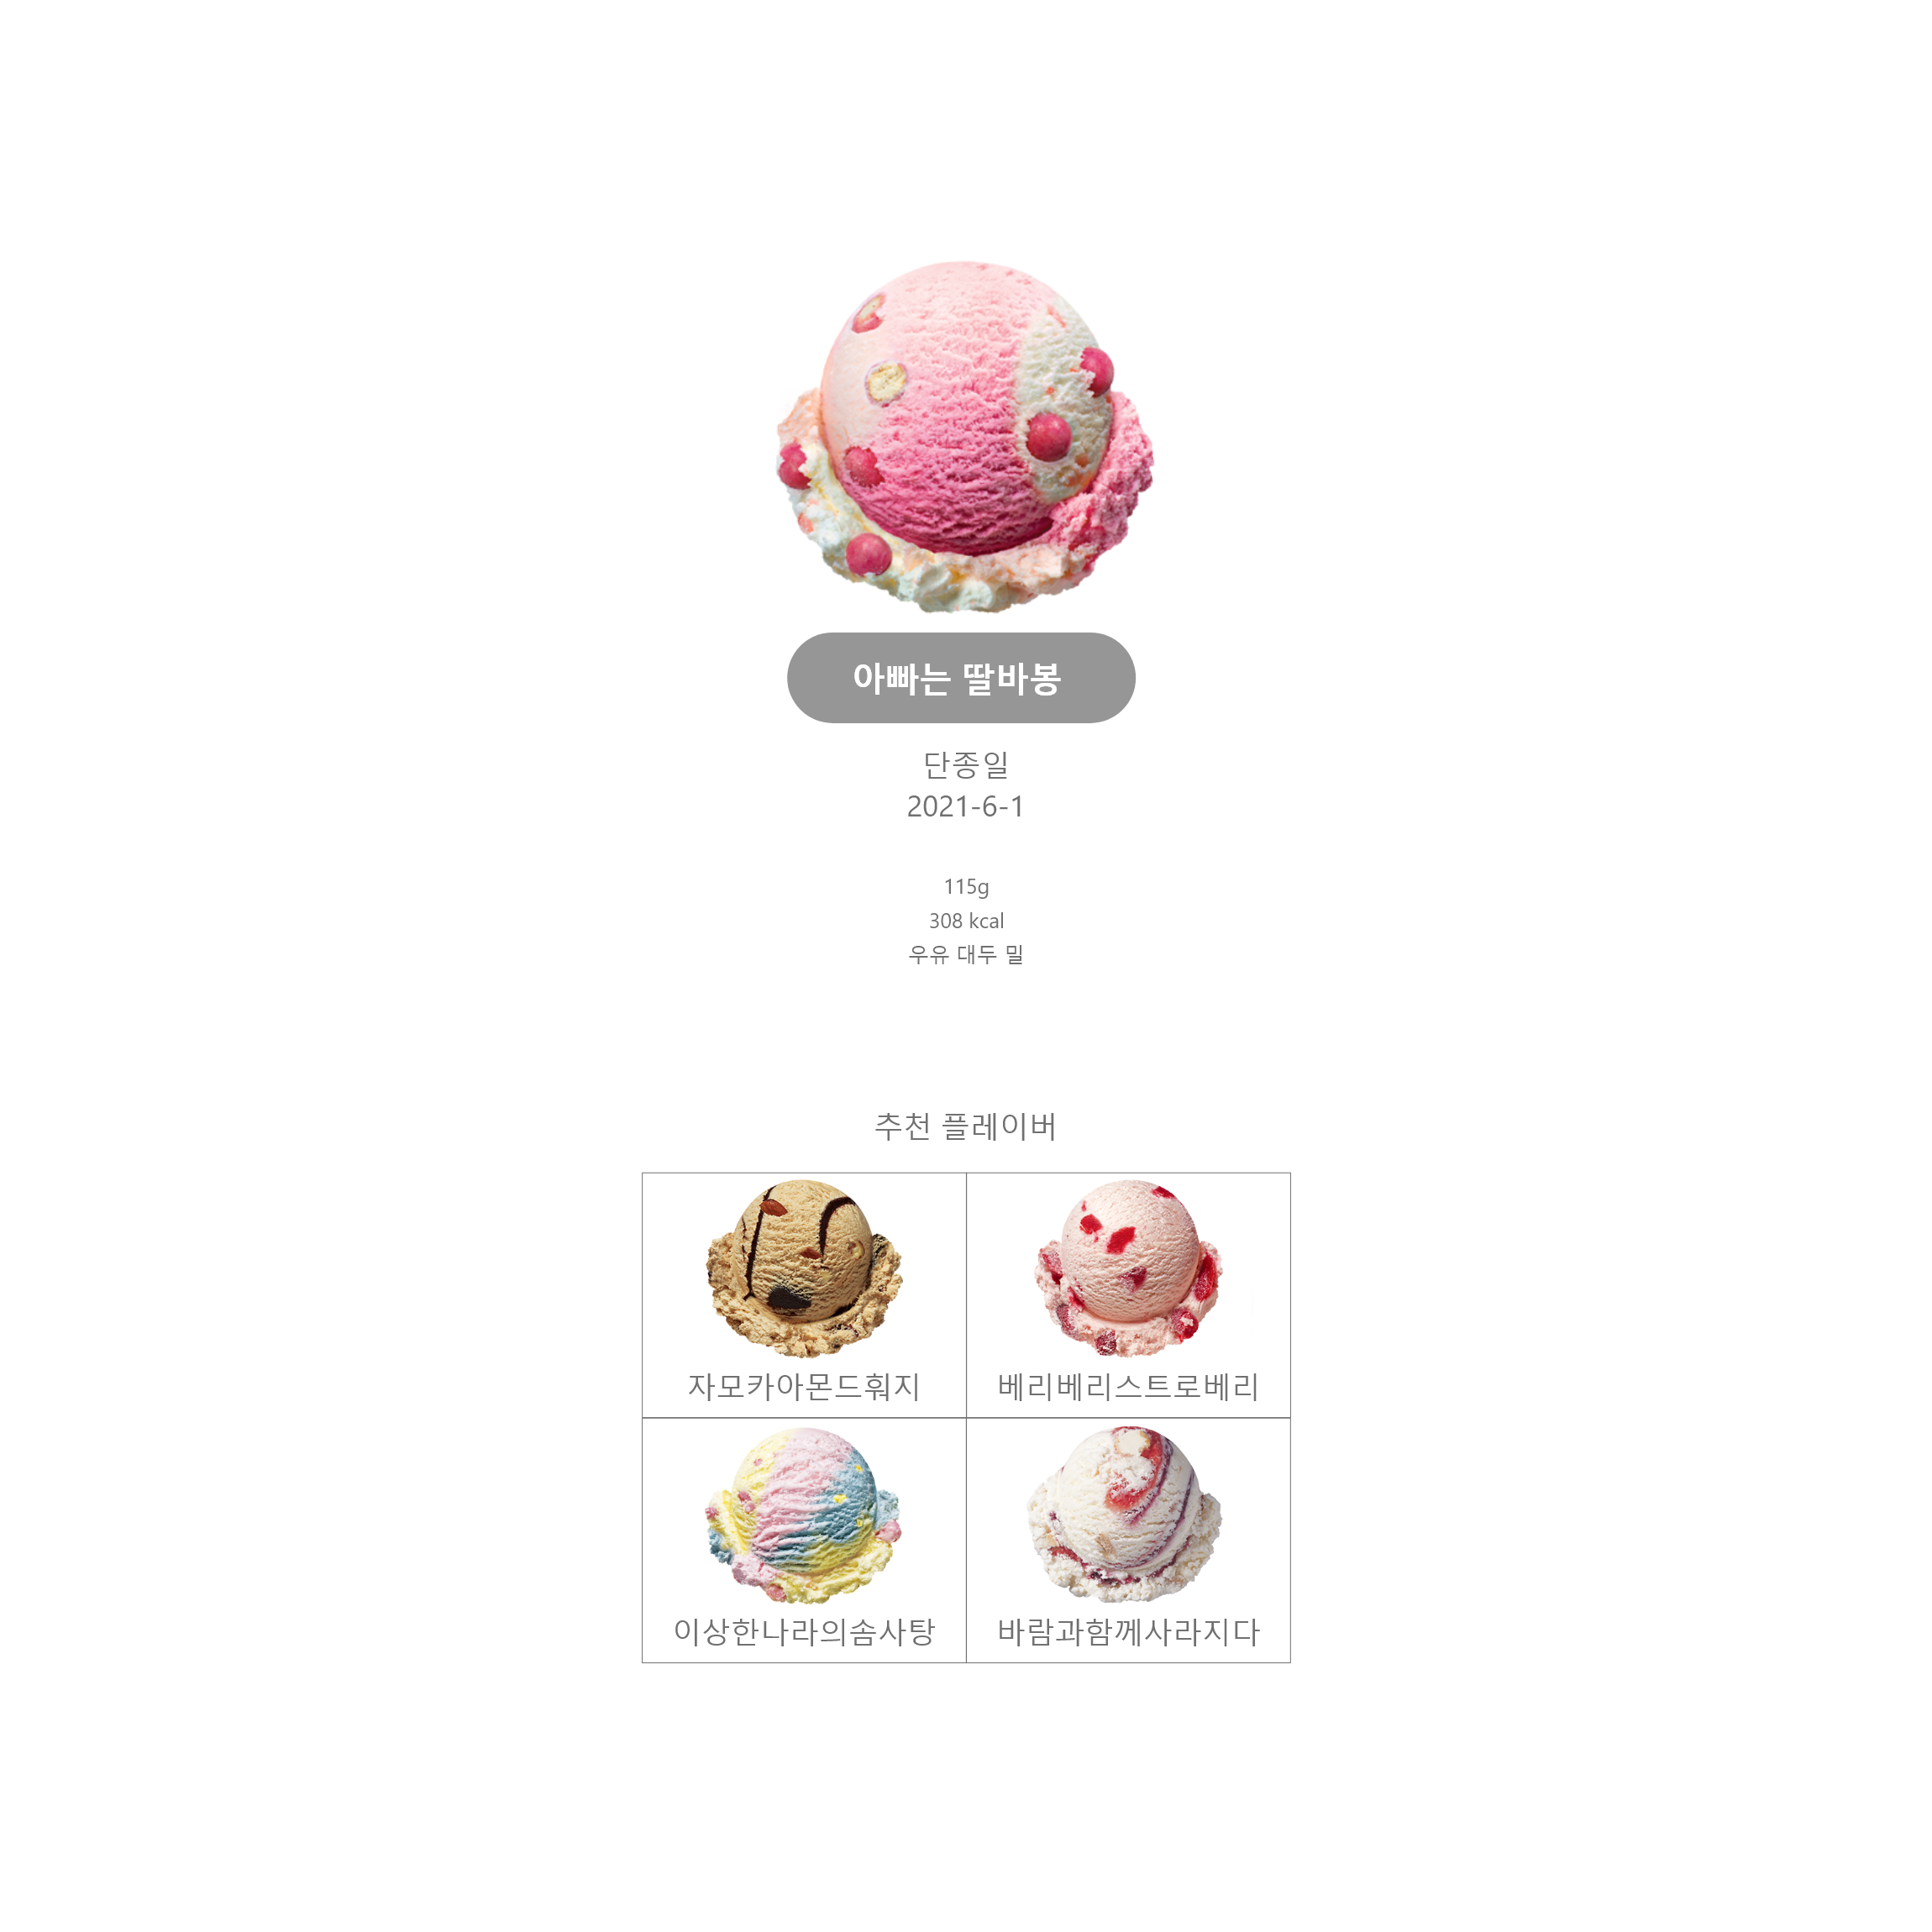 아빠는 딸바봉
단종일
2021-6-1
115g
308 kcal
우유 대두 밀
추천 플레이버
자모카아몬드훠지
베리베리스트로베리
이상한나라의솜사탕
바람과함께사라지다